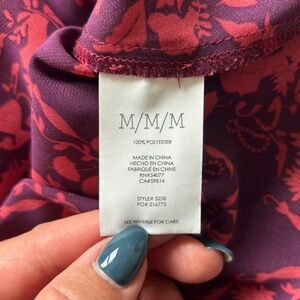 M/M/M
100% POLYESTER
MADE IN CHINA
HECHO EN CHINA
FABRIQUÉ EN CHINE
RN#54077
CA#59814
STYLE# 3258
PO# 216773
SEE REVERSE FOR CARE